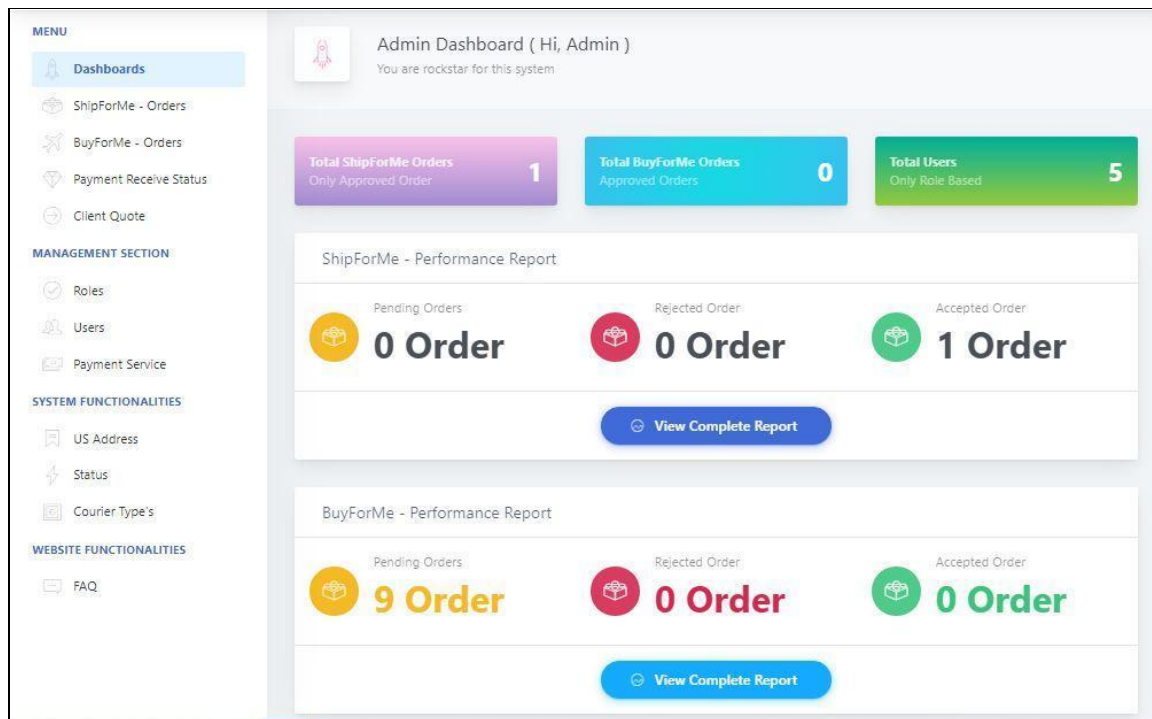 MENU
Dashboards
ShipForMe - Orders
BuyForMe - Orders
Payment Receive Status
Client Quote
MANAGEMENT SECTION
Roles
Users
Payment Service
SYSTEM FUNCTIONALITIES
US Address
Status
Courier Type's
WEBSITE FUNCTIONALITIES
FAQ
Admin Dashboard ( Hi, Admin )
You are rockstar for this system
Total ShipForMe Orders
Only Approved Order
1
Total BuyForMe Orders
Approved Orders
0
Total Users
Only Role Based
5
ShipForMe - Performance Report
Pending Orders
0 Order
Rejected Order
0 Order
Accepted Order
1 Order
View Complete Report
BuyForMe - Performance Report
Pending Orders
9 Order
Rejected Order
0 Order
Accepted Order
0 Order
View Complete Report